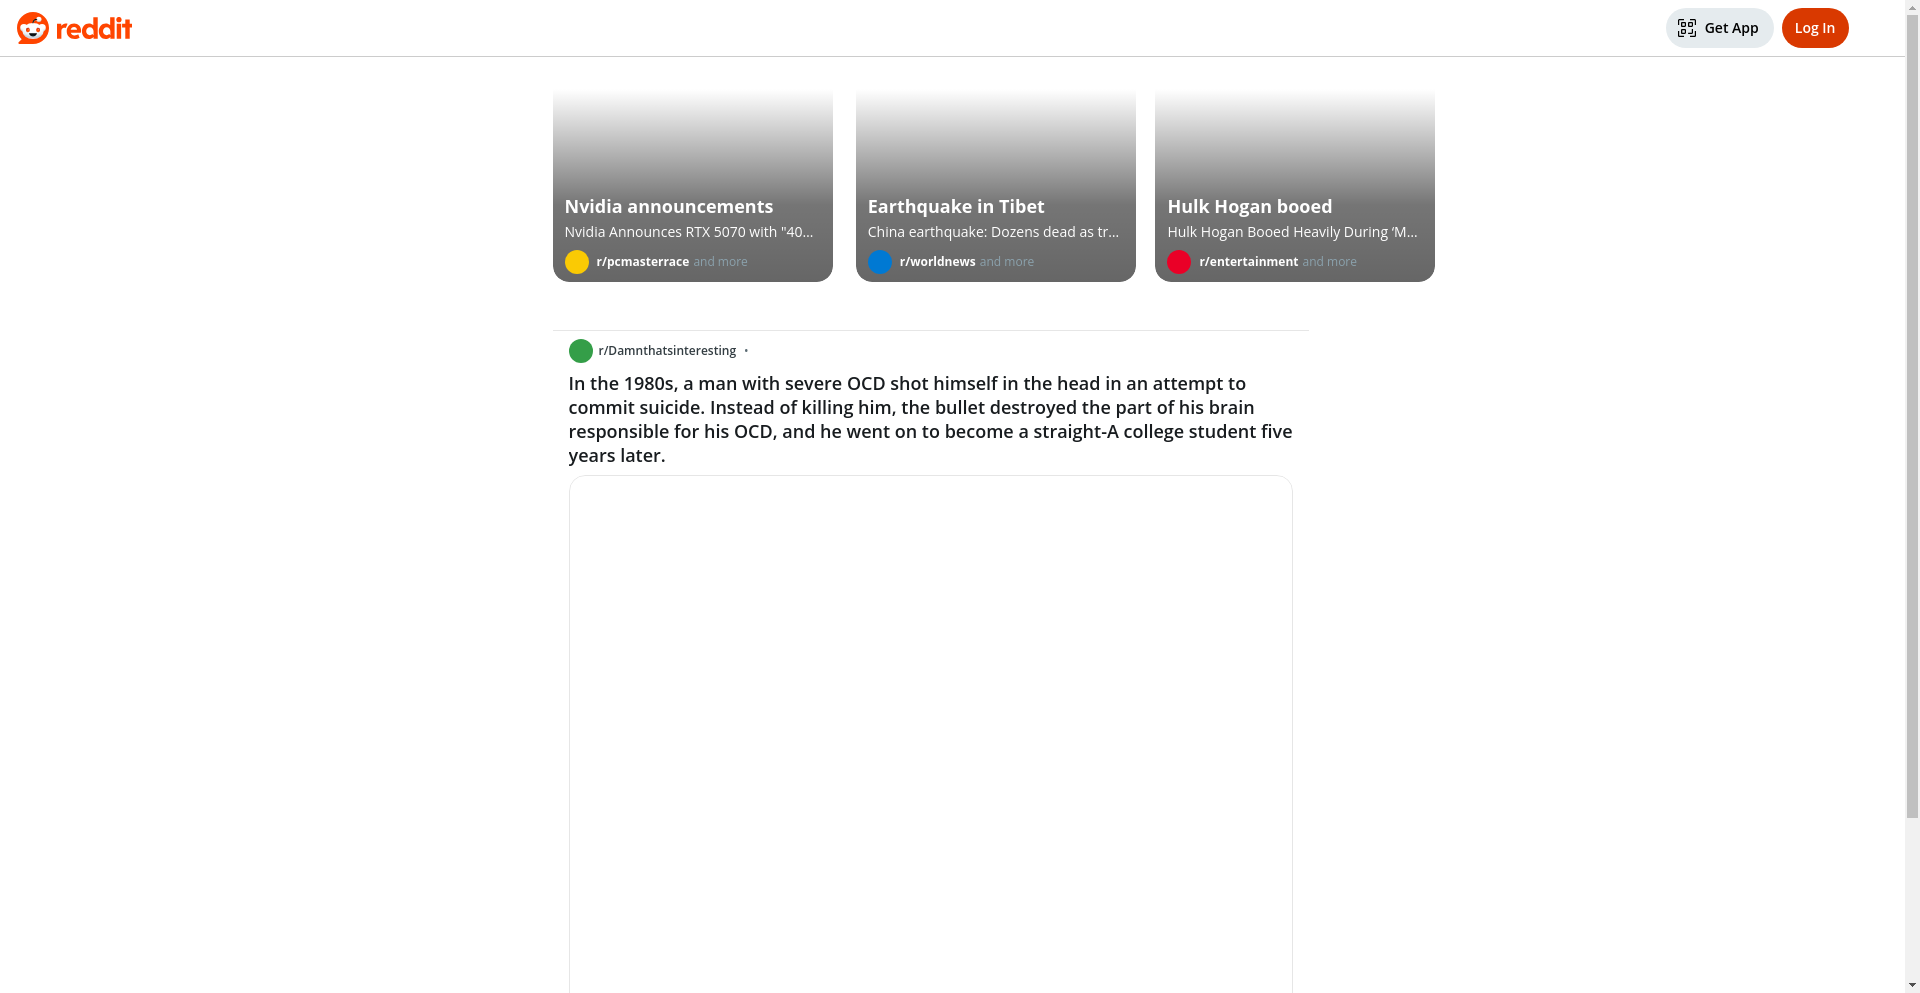 reddit
Get App
Log In
Nvidia announcements
Nvidia Announces RTX 5070 with "40...
r/pcmasterrace and more
Earthquake in Tibet
China earthquake: Dozens dead as tr...
r/worldnews and more
Hulk Hogan booed
Hulk Hogan Booed Heavily During ‘M...
r/entertainment and more
r/Damnthatsinteresting •
In the 1980s, a man with severe OCD shot himself in the head in an attempt to
commit suicide. Instead of killing him, the bullet destroyed the part of his brain
responsible for his OCD, and he went on to become a straight-A college student five
years later.